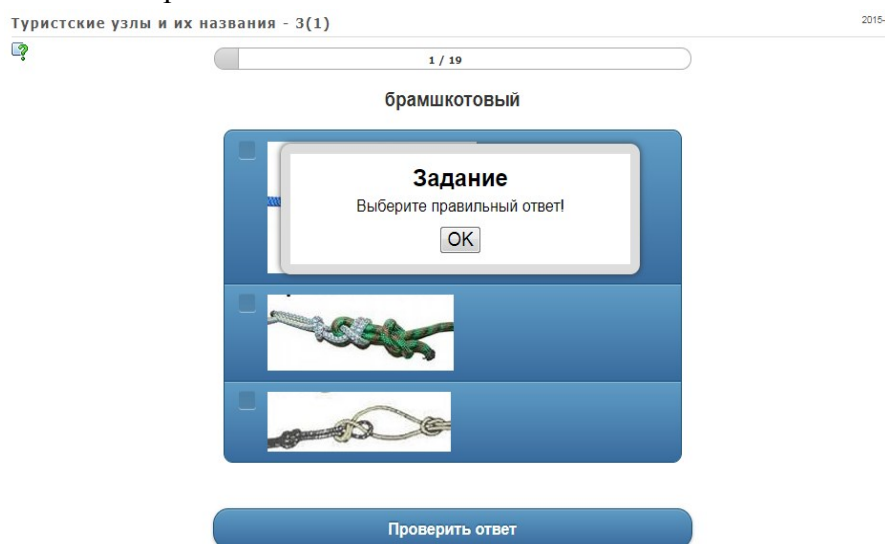 Туристские узлы и их названия - 3(1)
2015-
1 / 19
брамшкотовый
Задание
Выберите правильный ответ!
OK
Проверить ответ